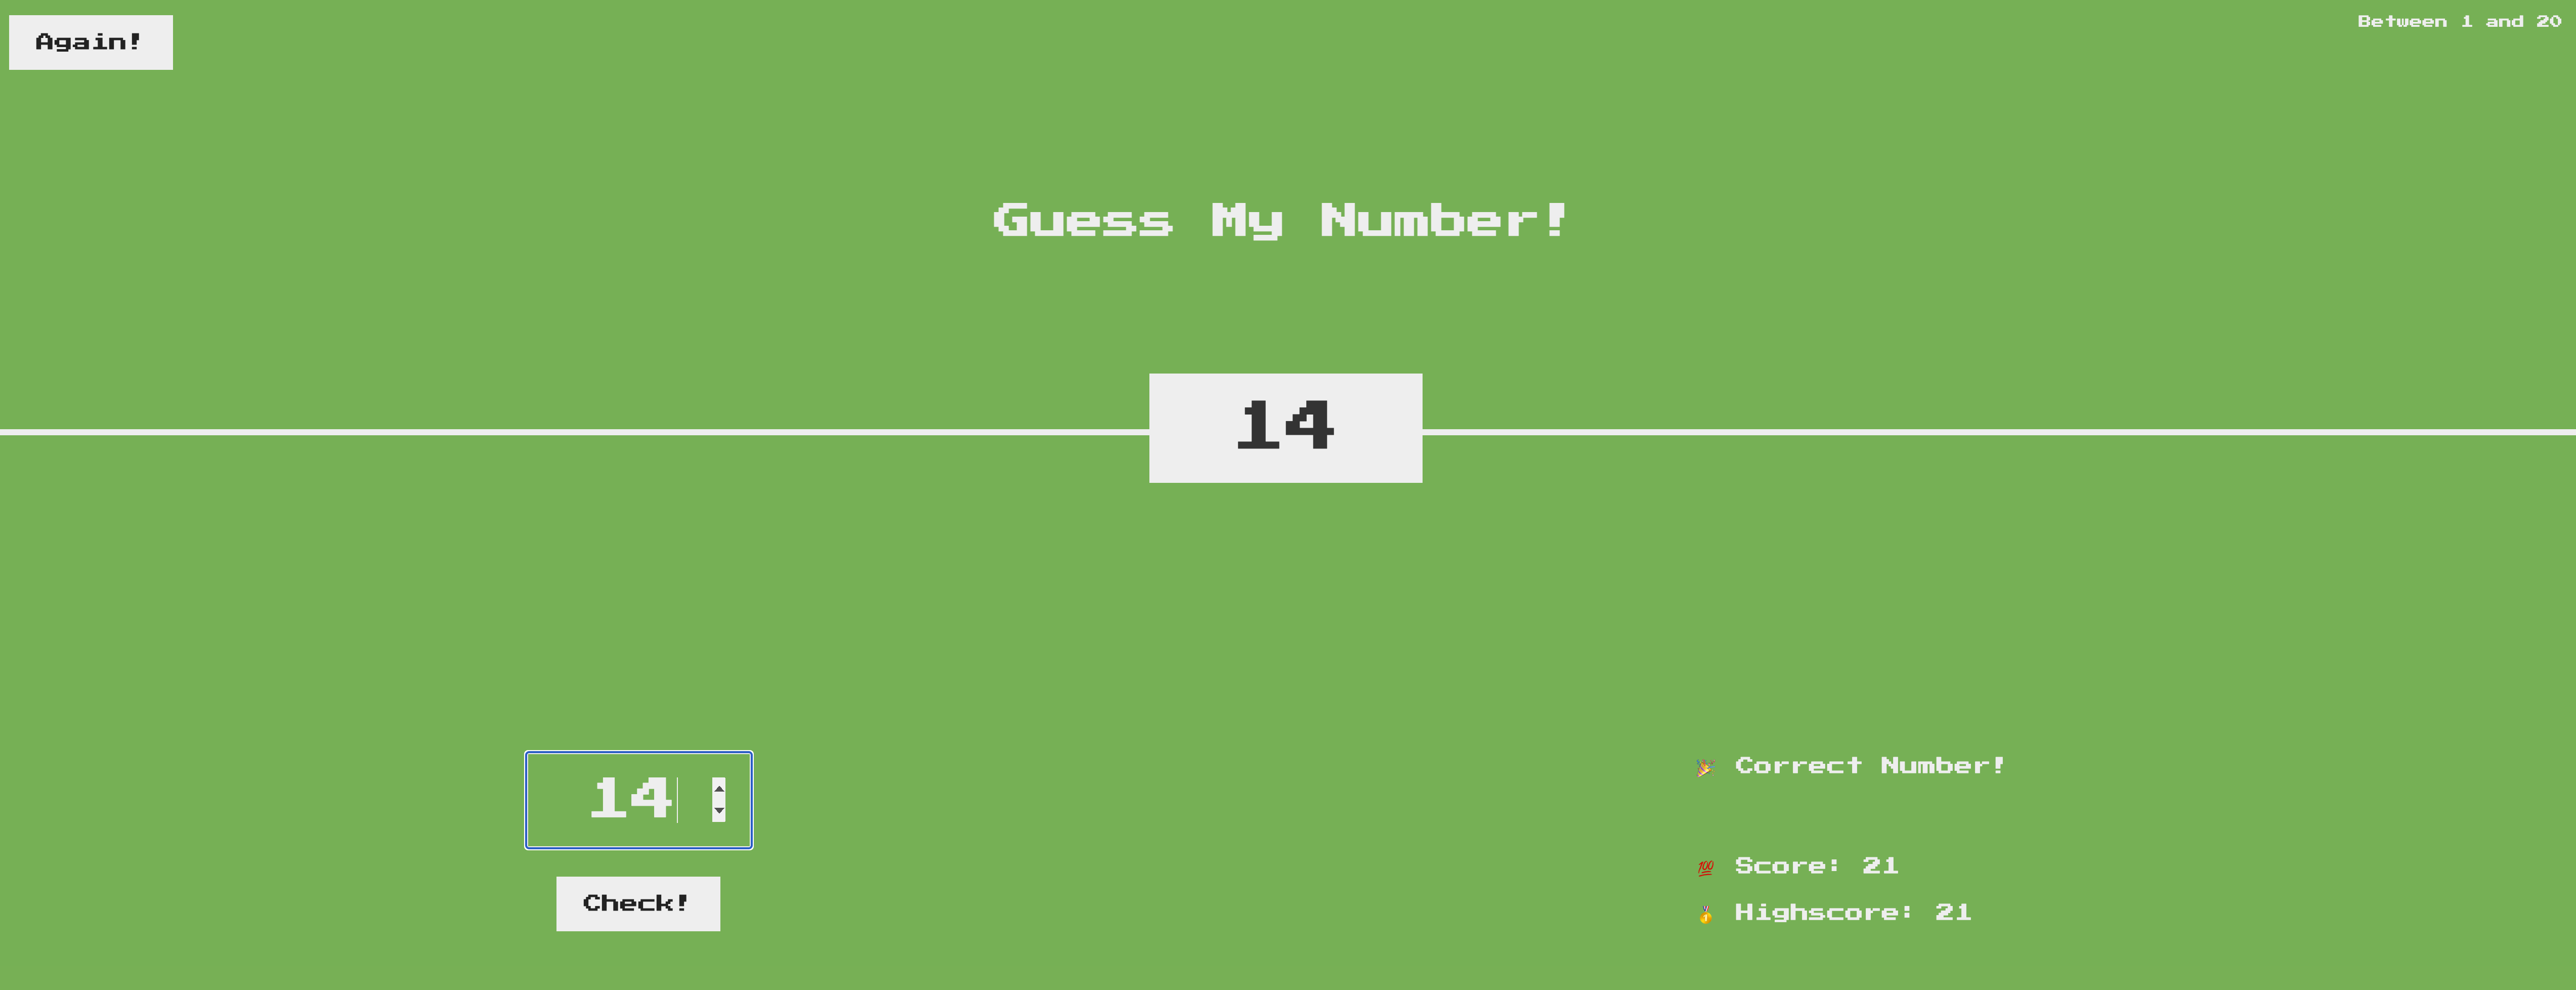 Again!
Between 1 and 20
Guess My Number!
14
14
Check!
🎉 Correct Number!
💯 Score: 21
🥇 Highscore: 21